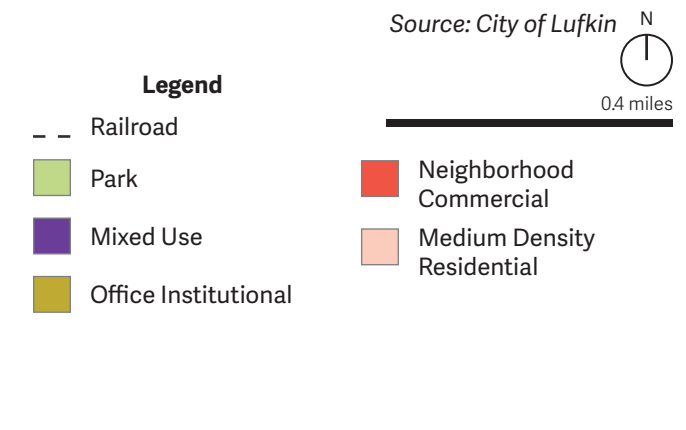 Source: City of Lufkin
N
0.4 miles
Legend
Railroad
Park
Mixed Use
Office Institutional
Neighborhood
Commercial
Medium Density
Residential